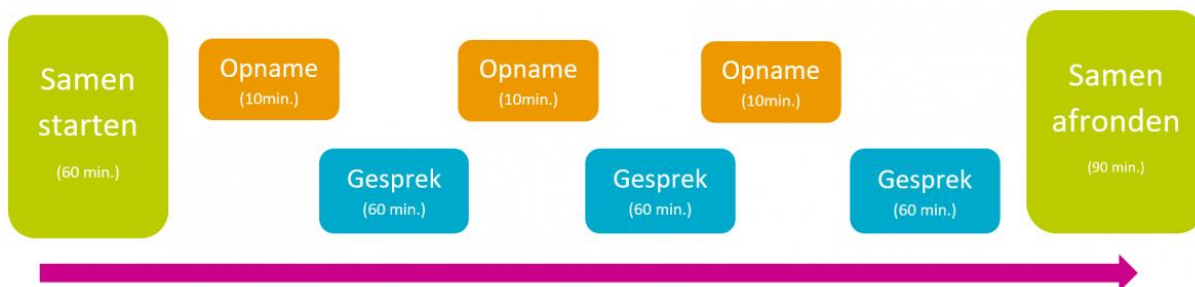 Samen
starten
(60 min.)
Opname
(10min.)
Gesprek
(60 min.)
Opname
(10min.)
Gesprek
(60 min.)
Opname
(10min.)
Gesprek
(60 min.)
Samen
afronden
(90 min.)